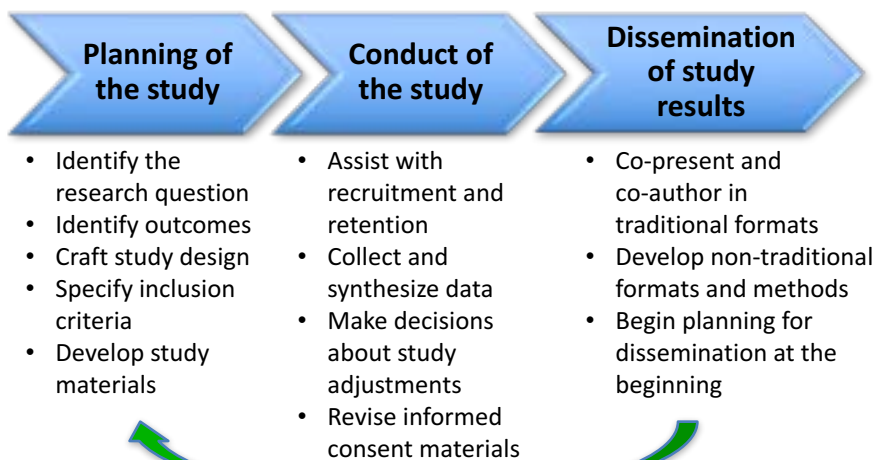 Planning of
the study
• Identify the
research question
• Identify outcomes
• Craft study design
• Specify inclusion
criteria
• Develop study
materials
Conduct of
the study
• Assist with
recruitment and
retention
• Collect and
synthesize data
• Make decisions
about study
adjustments
• Revise informed
consent materials
Dissemination
of study
results
• Co-present and
co-author in
traditional formats
• Develop non-traditional
formats and methods
• Begin planning for
dissemination at the
beginning